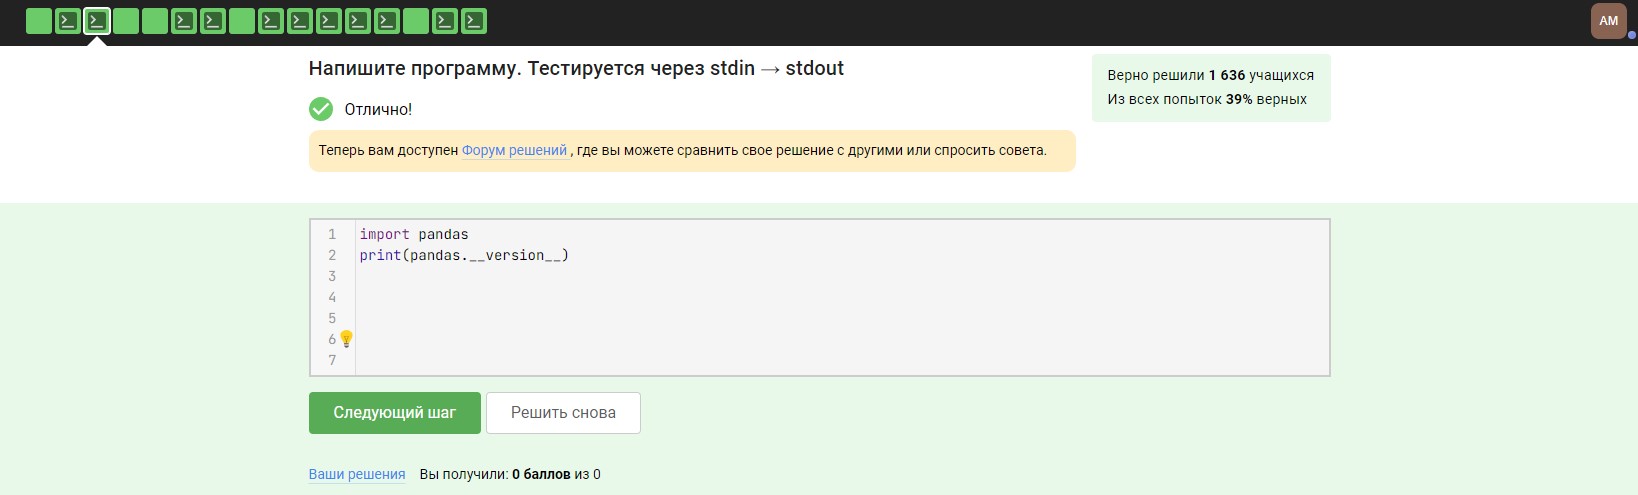 AM
Напишите программу. Тестируется через stdin → stdout
Верно решили 1 636 учащихся
Из всех попыток 39% верных
Отлично!
Теперь вам доступен Форум решений , где вы можете сравнить свое решение с другими или спросить совета.
1 import pandas
2 print(pandas.__version__)
3
4
5
6
7
Следующий шаг Решить снова
Ваши решения Вы получили: 0 баллов из 0